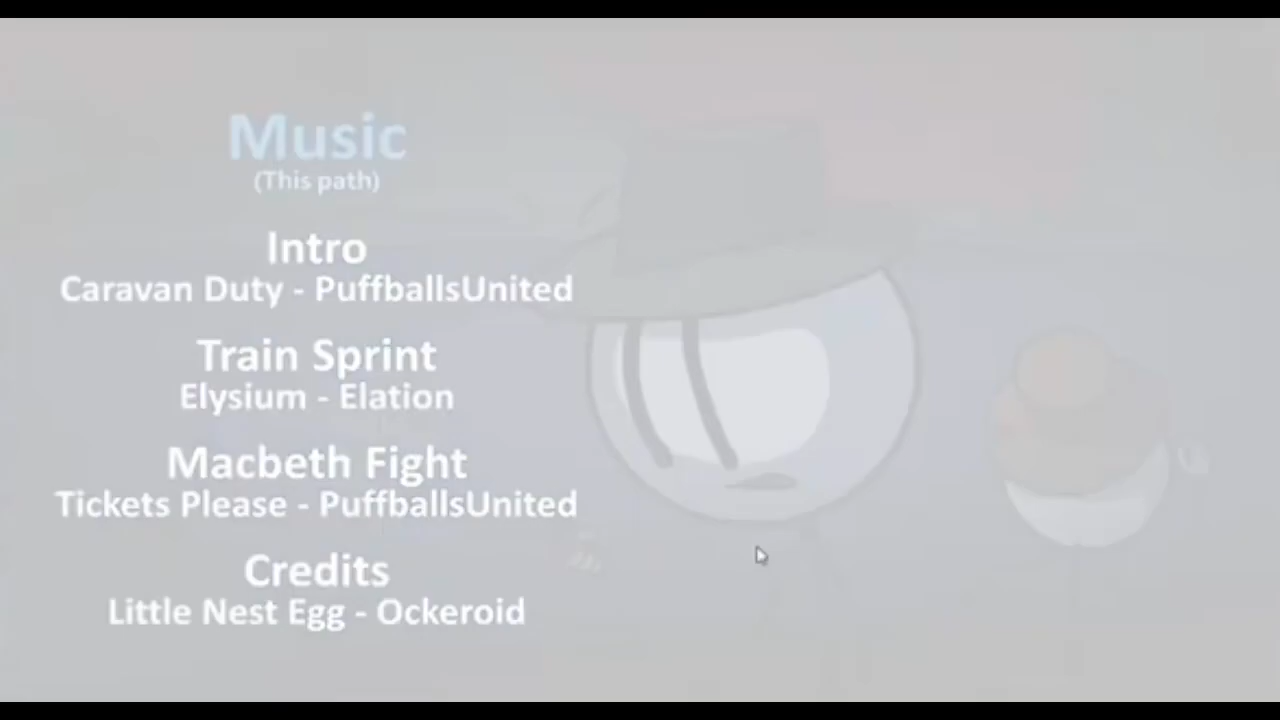 Music
(This path)
Intro
Caravan Duty - PuffballsUnited
Train Sprint
Elysium - Elation
Macbeth Fight
Tickets Please - PuffballsUnited
Credits
Little Nest Egg - Ockeroid